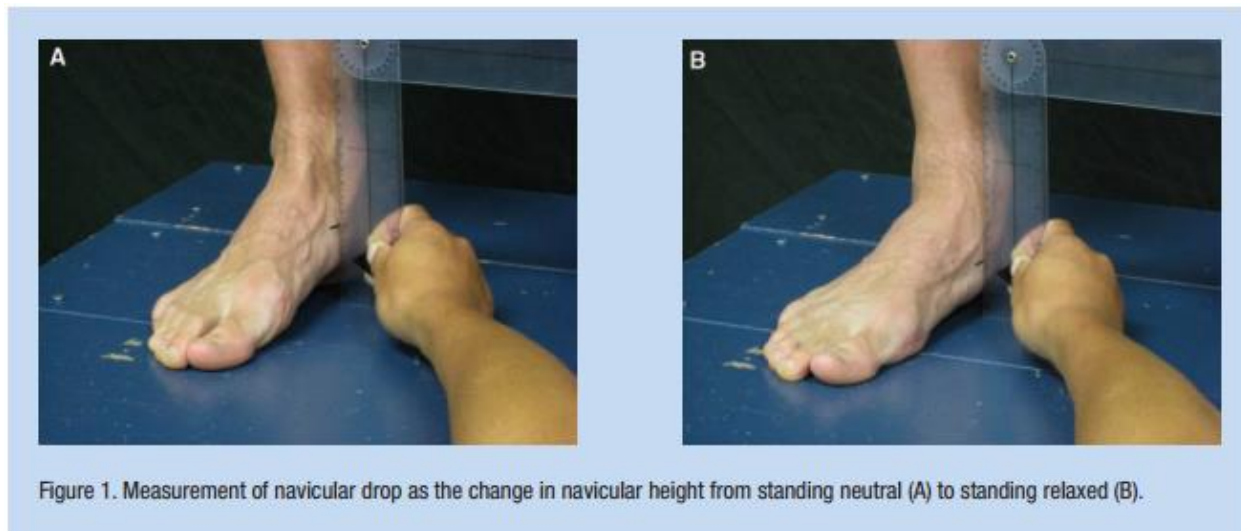 A
B
Figure 1. Measurement of navicular drop as the change in navicular height from standing neutral (A) to standing relaxed (B).